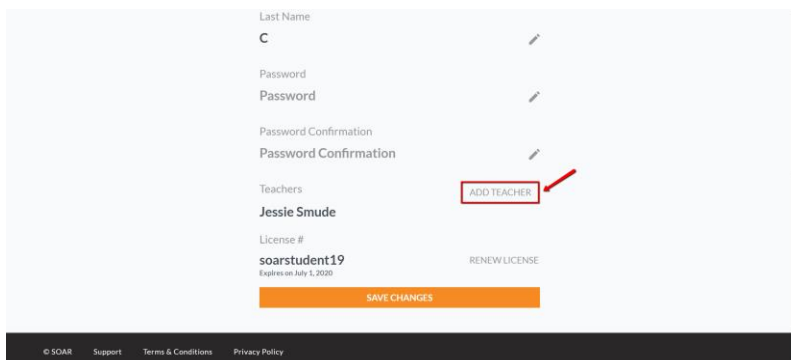 Last Name
C
Password
Password
Password Confirmation
Password Confirmation
Teachers
ADD TEACHER
Jessie Smude
License #
soarstudent19
RENEW LICENSE
Expires on July 1, 2020
SAVE CHANGES
© SOAR Support Terms & Conditions Privacy Policy